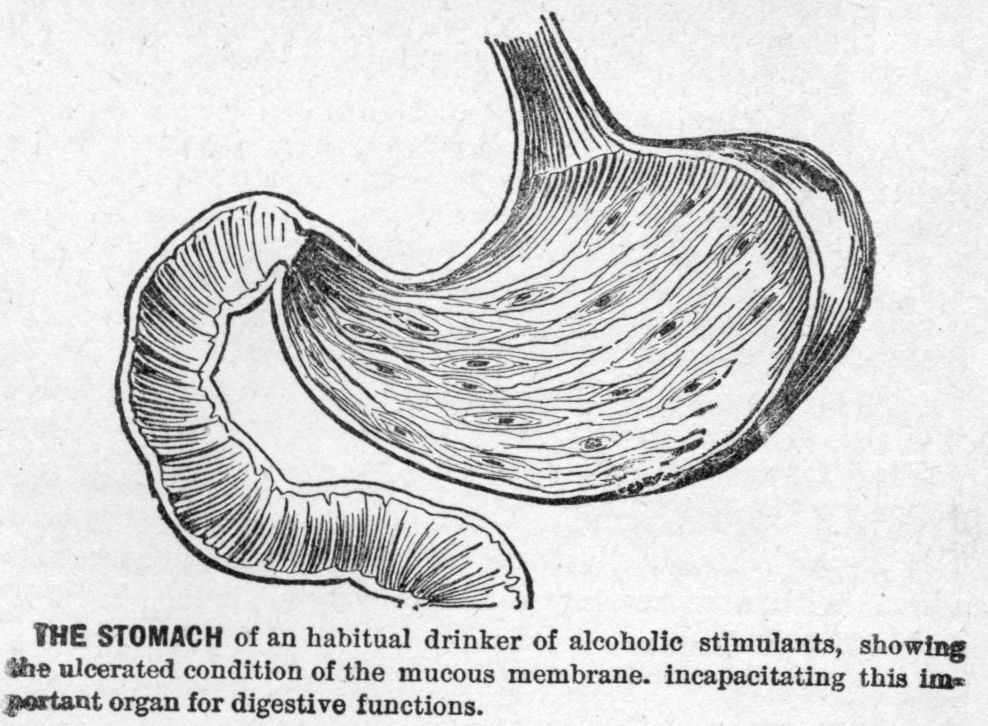 THE STOMACH of an habitual drinker of alcoholic stimulants, showing
the ulcerated condition of the mucous membrane. incapacitating this im-
portant organ for digestive functions.